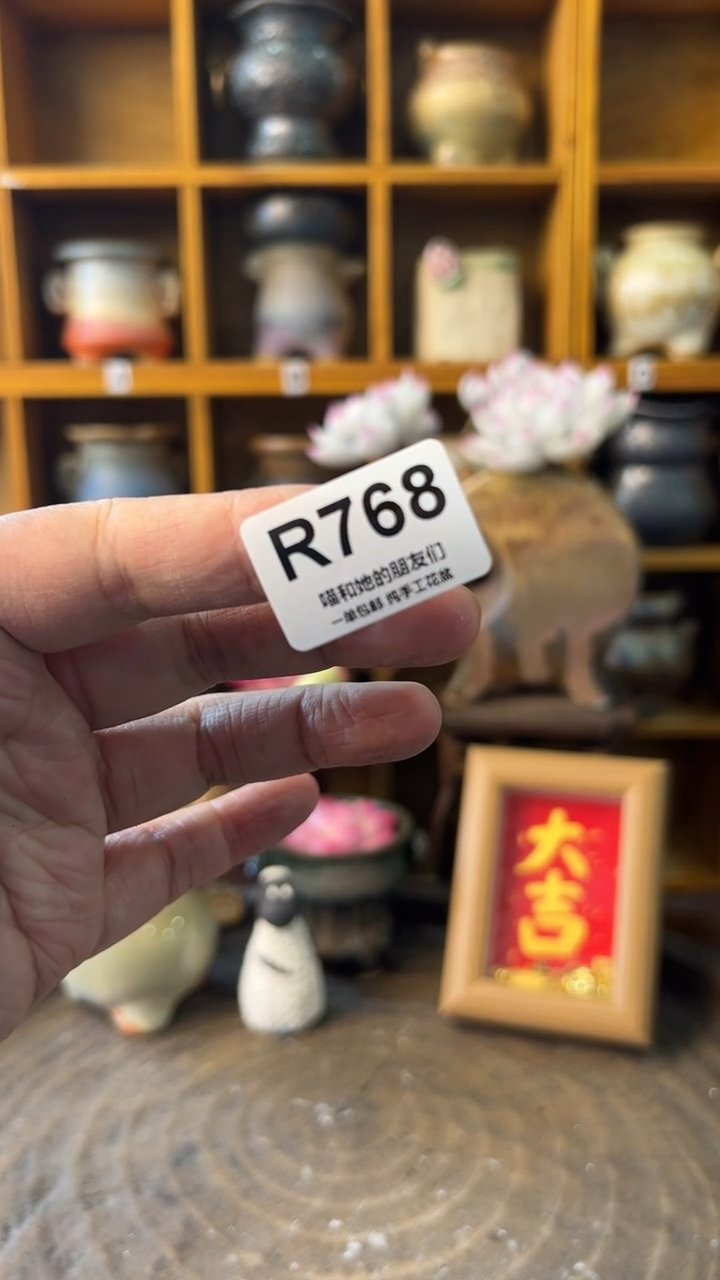 R768
喵和她的朋友们
一单包邮 纯手工花盆
大
吉